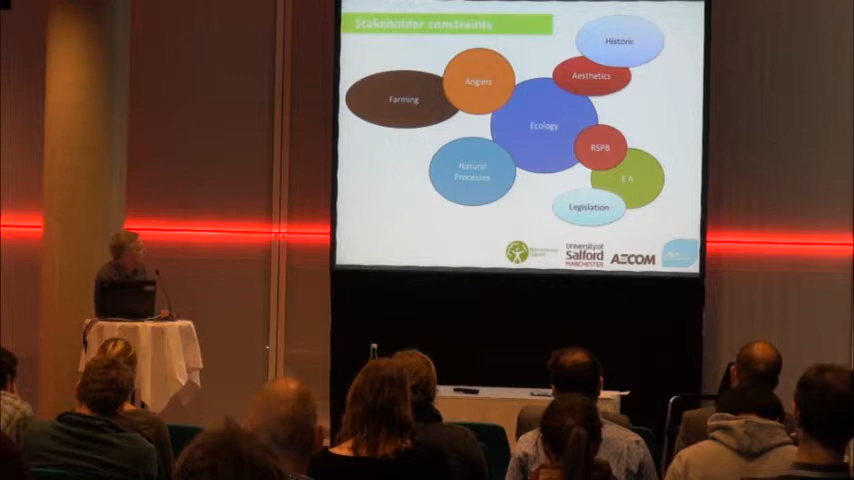 Stakeholder constraints
Historic
Aesthetics
Anglers
Farming
Ecology
RSPB
Natural
Processes
E A
Legislation
University of
Salford
MANCHESTER
AECOM